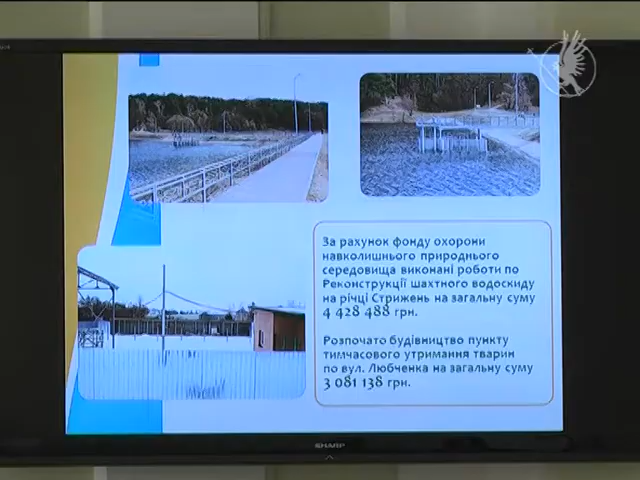 За рахунок фонду охорони
навколишнього природнього
середовища виконані роботи по
Реконструкції шахтного водоскиду
на річці Стрижень на загальну суму
4 428 488 грн.
Розпочато будівництво пункту
тимчасового утримання тварин
по вул. Любченка на загальну суму
3 081 138 грн.
SHARP